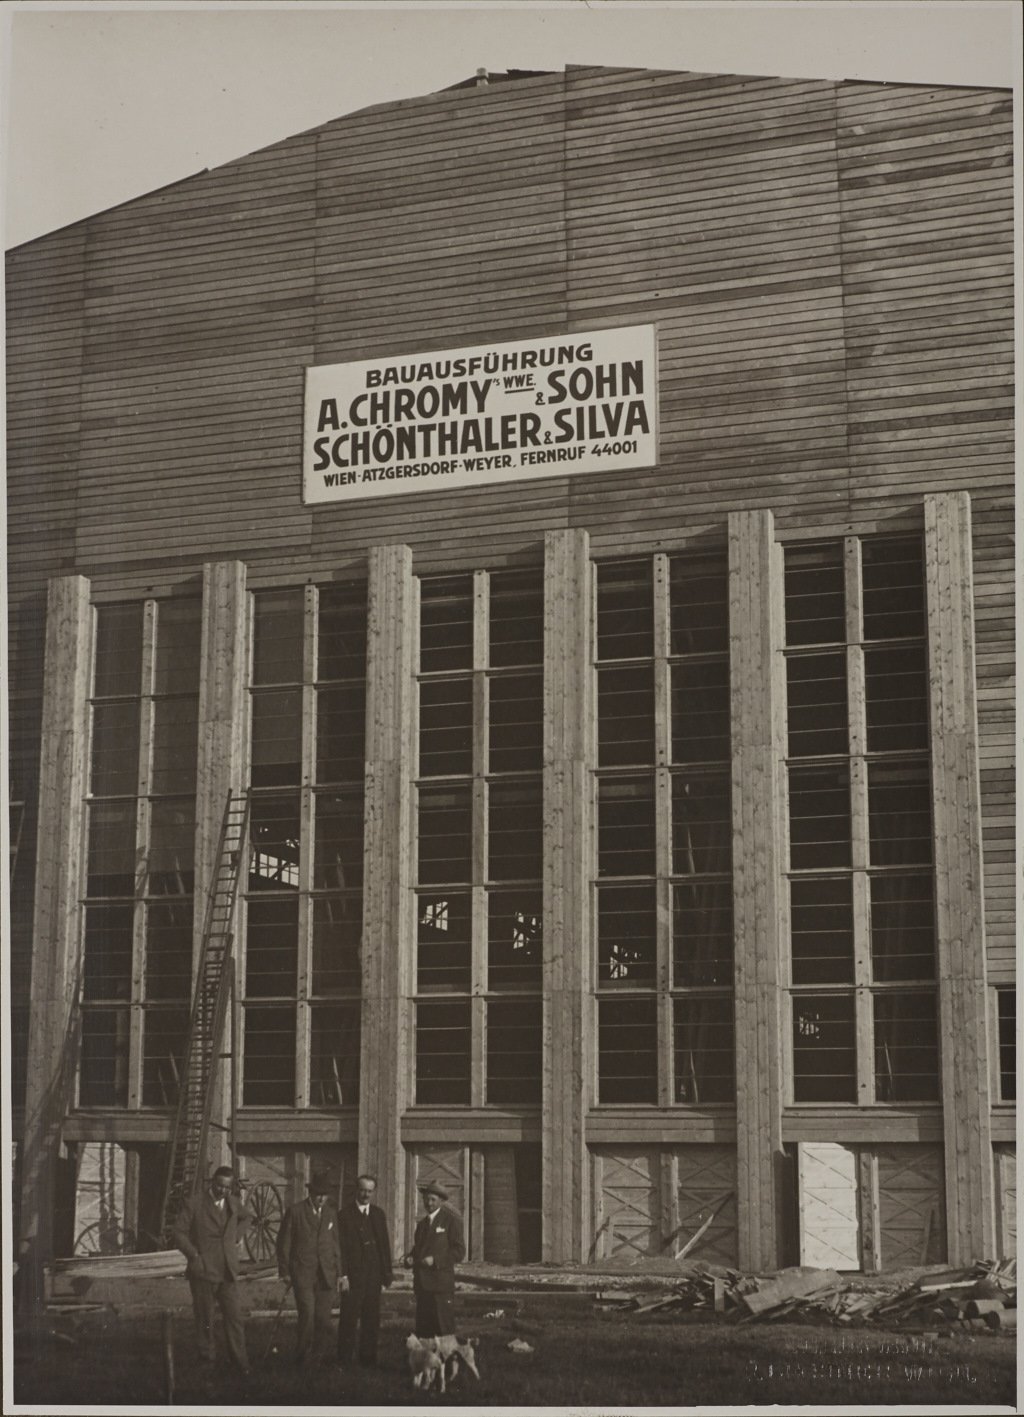 BAUAUSFÜHRUNG
A. CHROMY'S WWE. & SOHN
SCHÖNTHALER & SILVA
WIEN-ATZGERSDORF-WEYER, FERNRUF 44001